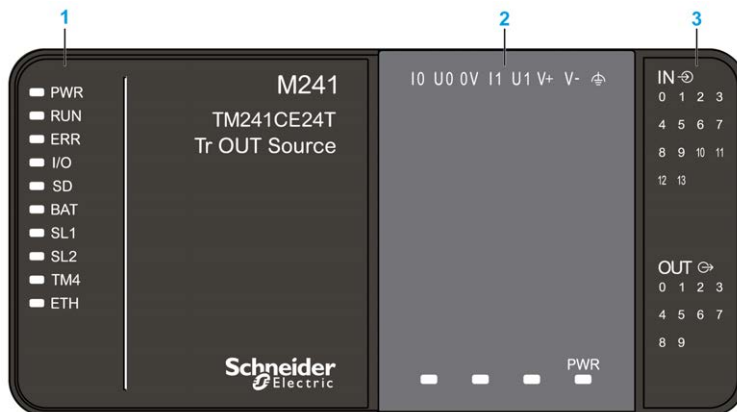 1
2
3
PWR
RUN
ERR
I/O
SD
BAT
SL1
SL2
TM4
ETH
M241
TM241CE24T
Tr OUT Source
Schneider
Electric
I0 U0 0V I1 U1 V+ V-
PWR
IN
0 1 2 3
4 5 6 7
8 9 10 11
12 13
OUT
0 1 2 3
4 5 6 7
8 9